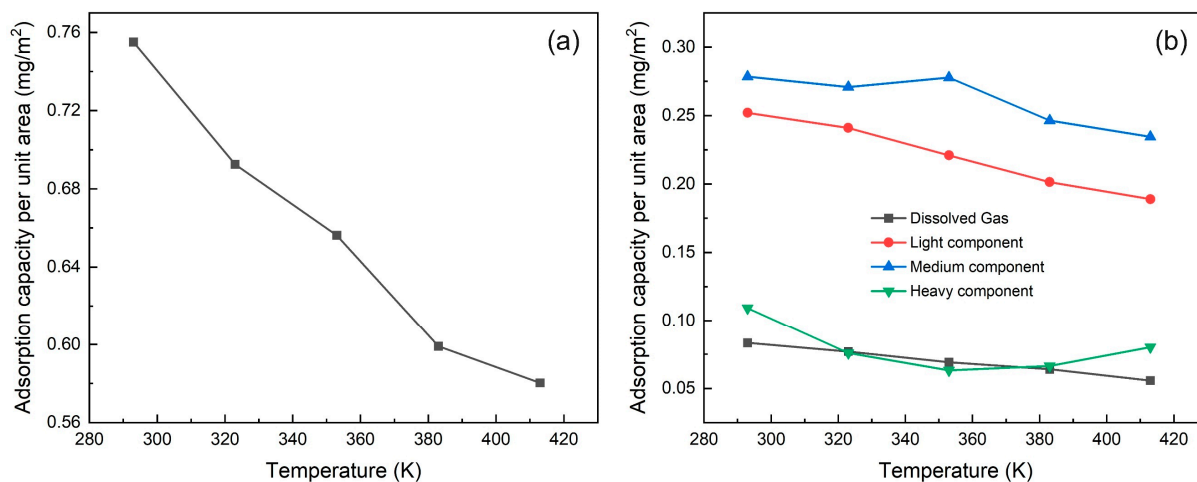 (a)
Adsorption capacity per unit area (mg/m²)
0.76
0.72
0.68
0.64
0.60
0.56
280 300 320 340 360 380 400 420
Temperature (K)
(b)
Adsorption capacity per unit area (mg/m²)
0.30
0.25
0.20
0.15
0.10
0.05
Dissolved Gas
Light component
Medium component
Heavy component
280 300 320 340 360 380 400 420
Temperature (K)